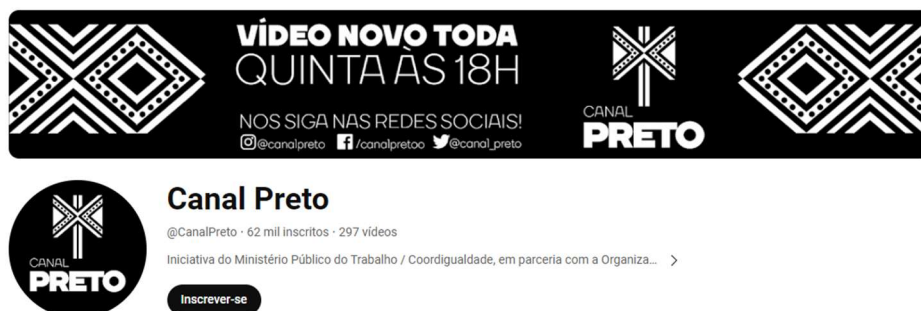 VÍDEO NOVO TODA
QUINTA ÀS 18H
NOS SIGA NAS REDES SOCIAIS!
@canalpreto /canalpretoo @canal_preto
CANAL
PRETO
CANAL
PRETO
Canal Preto
@CanalPreto · 62 mil inscritos · 297 vídeos
Iniciativa do Ministério Público do Trabalho / Coordigualdade, em parceria com a Organiza...
Inscrever-se